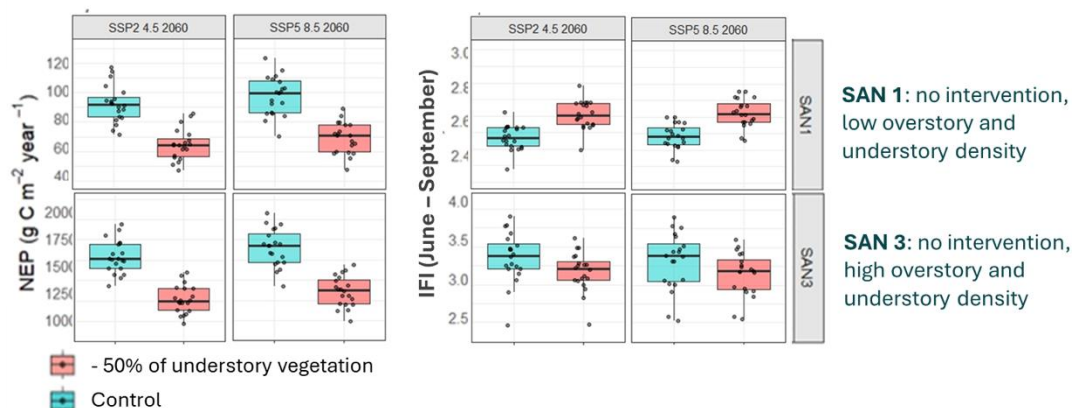 SSP2 4.5 2060
SSP5 8.5 2060
NEP (g C m⁻² year⁻¹)
120
100
80
60
40
2000
1750
1500
1250
1000
SSP2 4.5 2060
SSP5 8.5 2060
IFI (June – September)
3.0
2.8
2.6
2.4
4.0
3.5
3.0
2.5
SAN1
SAN3
SAN 1: no intervention,
low overstory and
understory density
SAN 3: no intervention,
high overstory and
understory density
- 50% of understory vegetation
Control